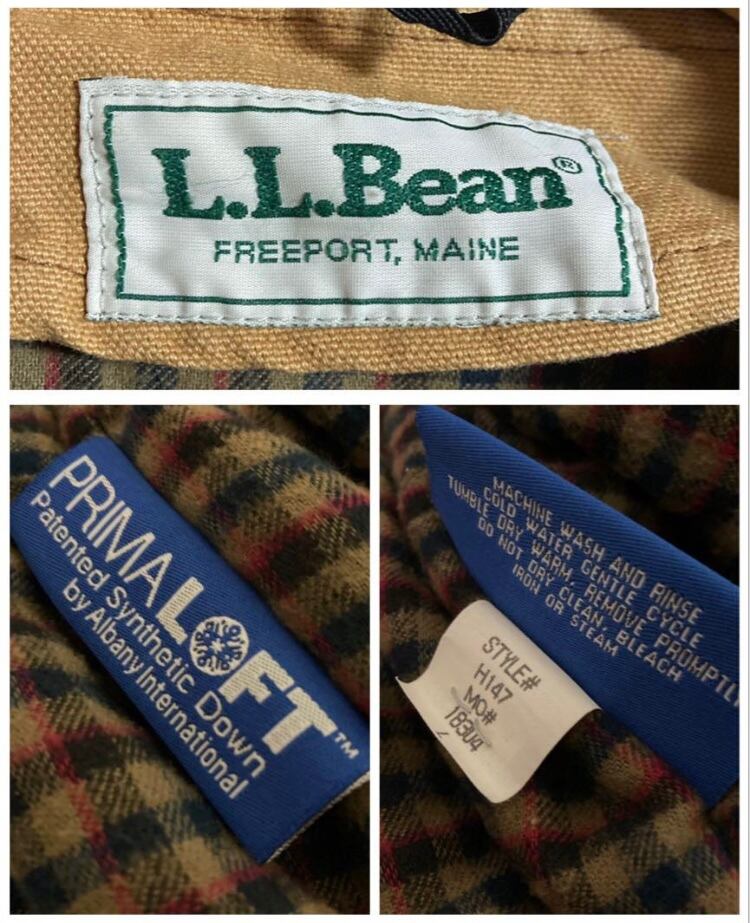 L.L.Bean®
FREEPORT, MAINE
PRIMALOFT™
Patented Synthetic Down
by Albany International
MACHINE WASH AND RINSE
COLD WATER, GENTLE CYCLE
TUMBLE DRY WARM, REMOVE PROMPTLY
DO NOT DRY CLEAN, BLEACH
IRON OR STEAM
STYLE#
H147
MO#
183U4